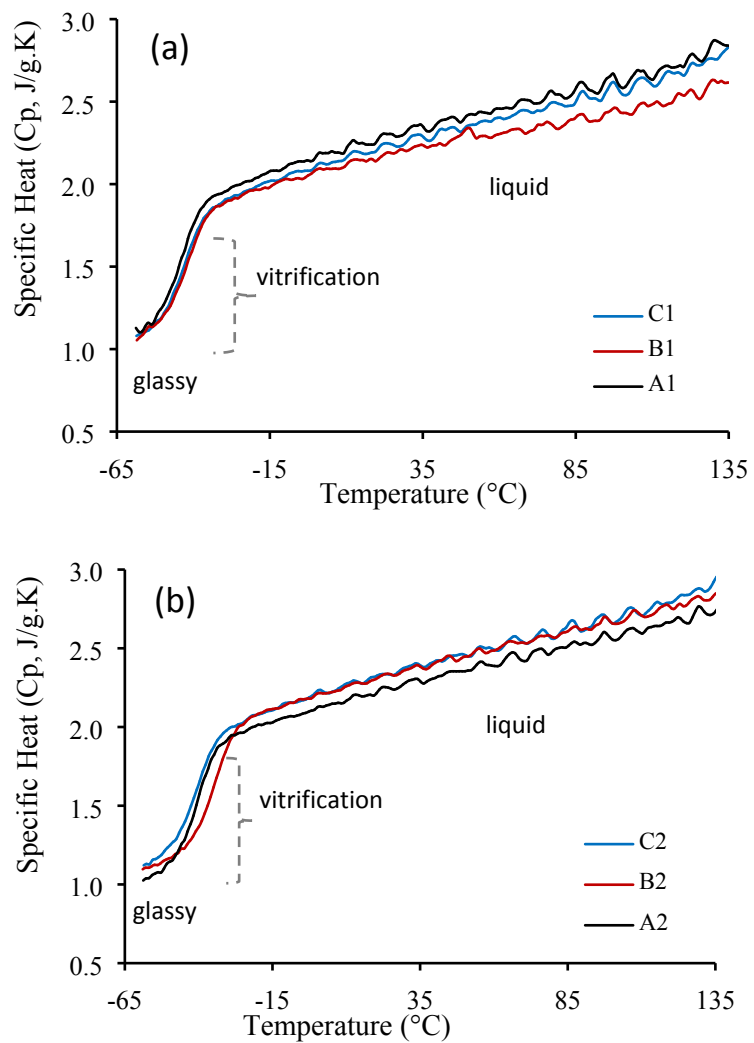 (a)
Specific Heat (Cp, J/g.K)
3.0
2.5
2.0
1.5
1.0
0.5
liquid
vitrification
glassy
C1
B1
A1
-65
-15
35
85
135
Temperature (°C)
(b)
Specific Heat (Cp, J/g.K)
3.0
2.5
2.0
1.5
1.0
0.5
liquid
vitrification
glassy
C2
B2
A2
-65
-15
35
85
135
Temperature (°C)